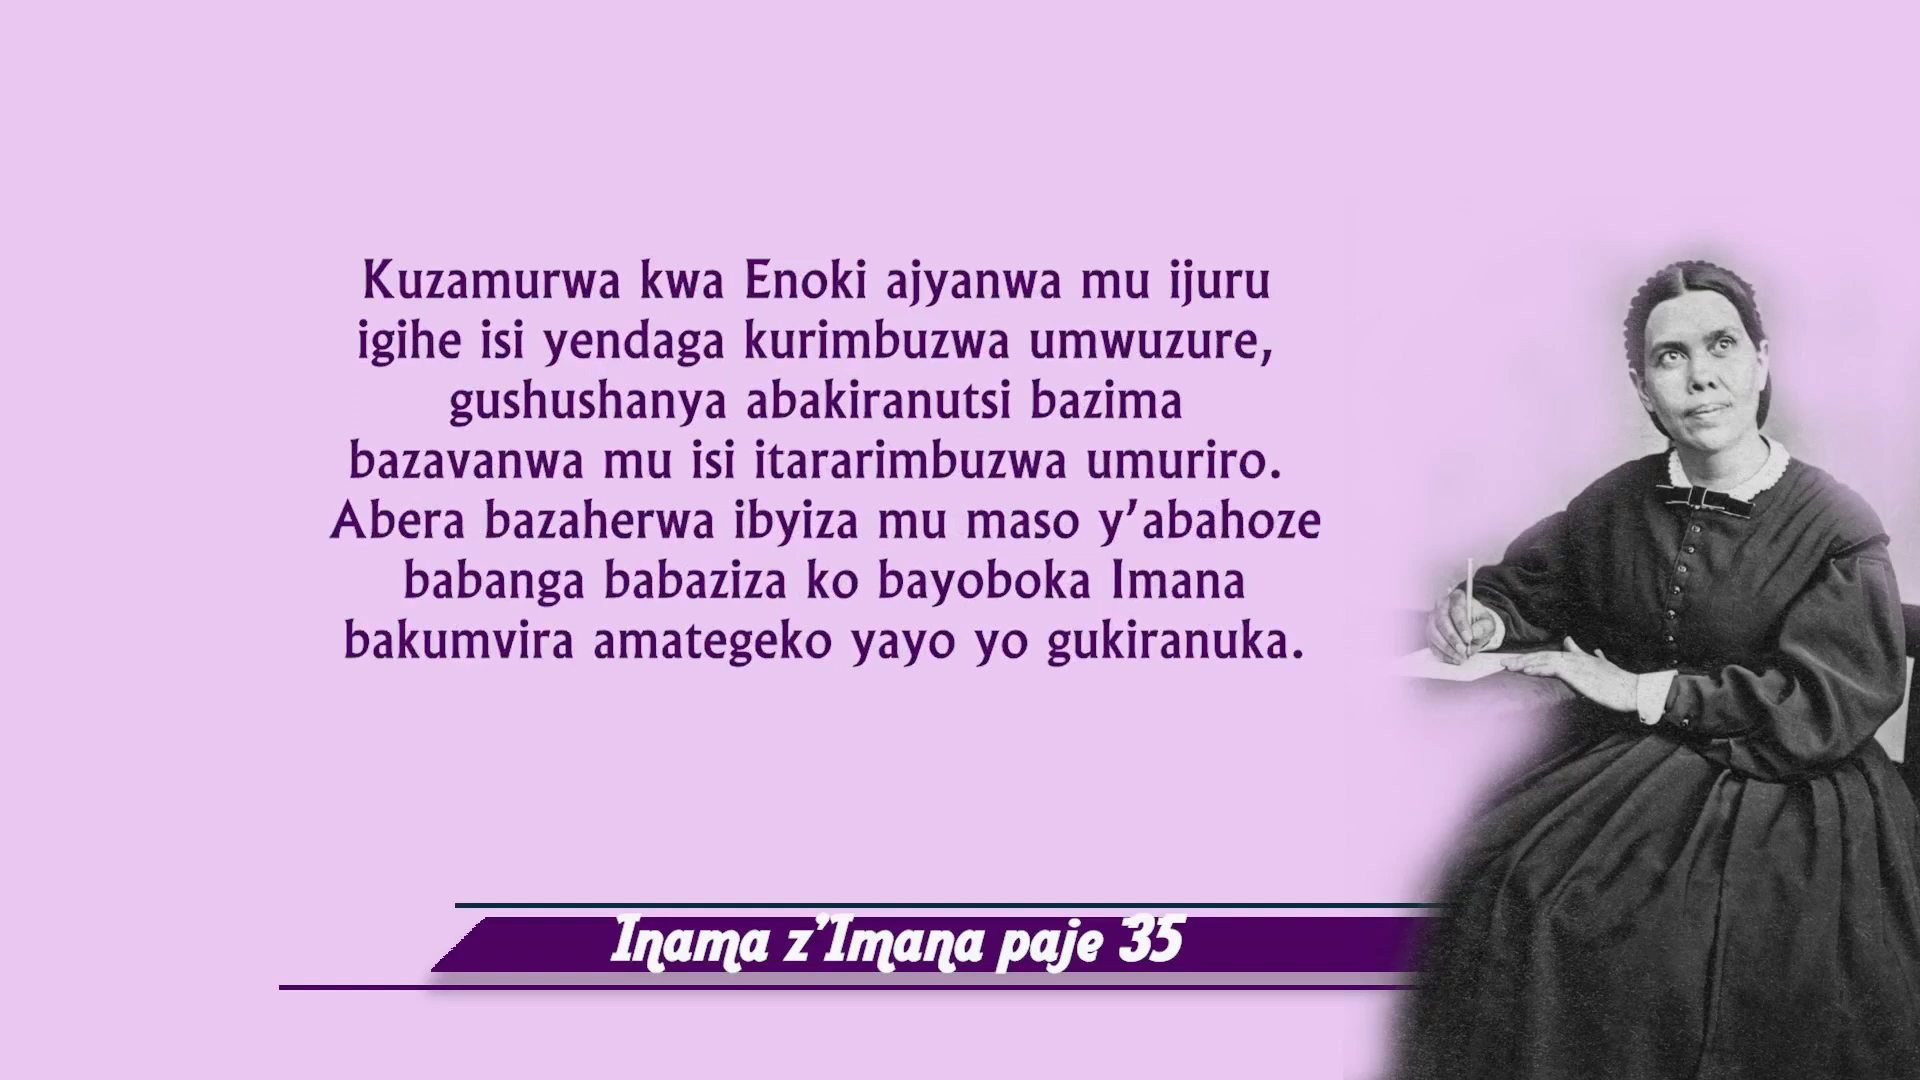 Kuzamurwa kwa Enoki ajyanwa mu ijuru
igihe isi yendaga kurimbuzwa umwuzure,
gushushanya abakiranutsi bazima
bazavanwa mu isi itararimbuzwa umuriro.
Abera bazaherwa ibyiza mu maso y’abahoze
babanga babaziza ko bayoboka Imana
bakumvira amategeko yayo yo gukiranuka.
Inama z’Imana paje 35